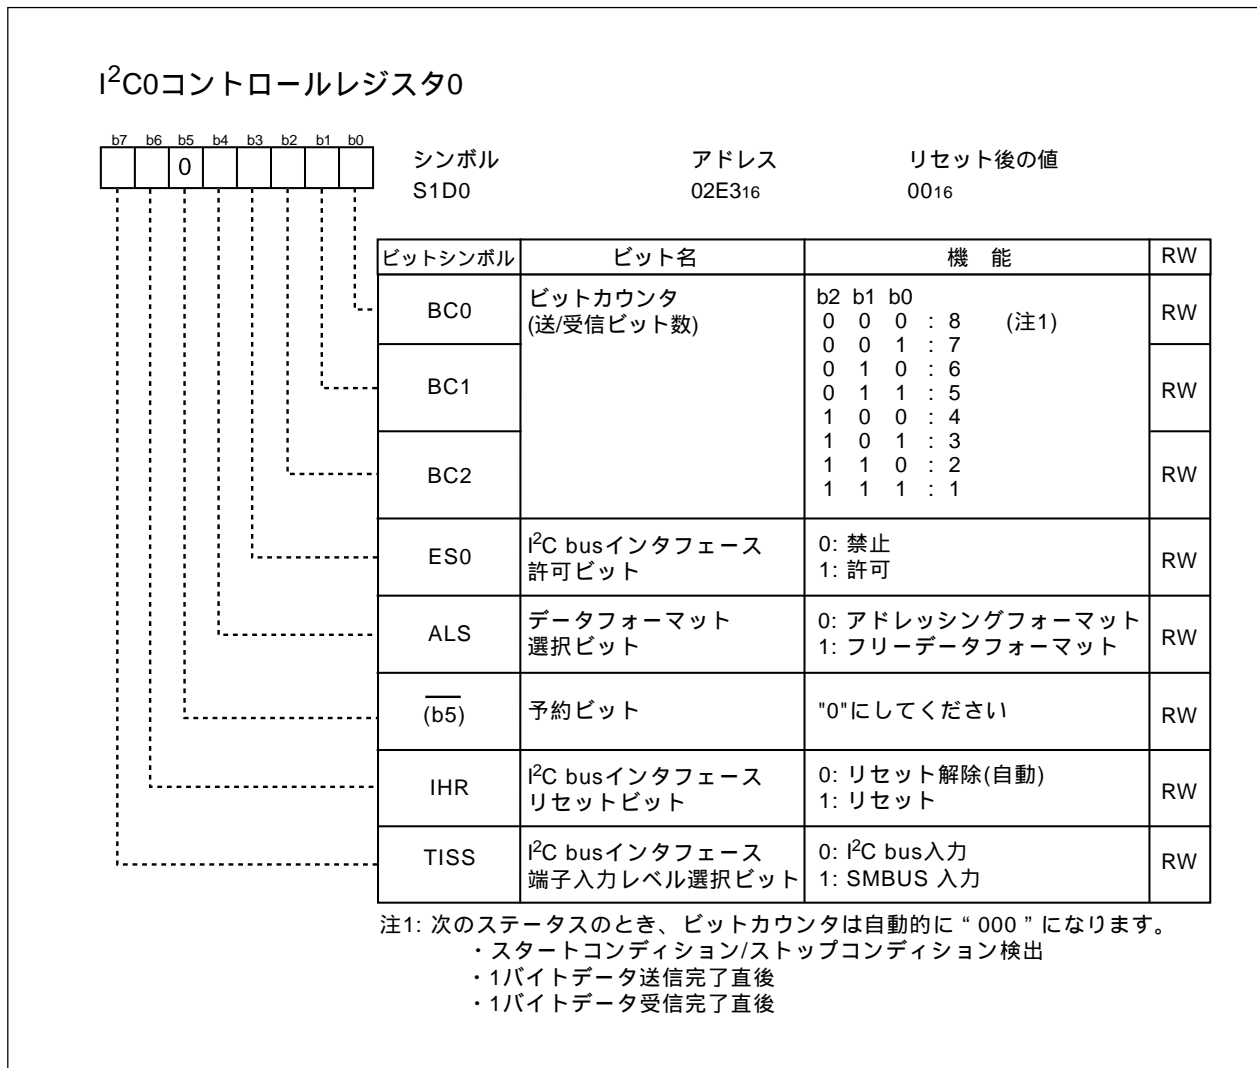 I²C0コントロールレジスタ0
b7 b6 b5 b4 b3 b2 b1 b0
0
シンボル アドレス リセット後の値
S1D0 02E316 0016
ビットシンボル ビット名 機 能 RW
BC0 ビットカウンタ b2 b1 b0 RW
(送/受信ビット数) 0 0 0 : 8 (注1)
0 0 1 : 7
0 1 0 : 6
BC1 0 1 1 : 5 RW
1 0 0 : 4
1 0 1 : 3
BC2 1 1 0 : 2 RW
1 1 1 : 1
ES0 I²C busインタフェース 0: 禁止 RW
許可ビット 1: 許可
ALS データフォーマット 0: アドレッシングフォーマット RW
選択ビット 1: フリーデータフォーマット
(b5) 予約ビット "0"にしてください RW
IHR I²C busインタフェース 0: リセット解除(自動) RW
リセットビット 1: リセット
TISS I²C busインタフェース 0: I²C bus入力 RW
端子入力レベル選択ビット 1: SMBUS 入力
注1: 次のステータスのとき、ビットカウンタは自動的に“000”になります。
・スタートコンディション/ストップコンディション検出
・1バイトデータ送信完了直後
・1バイトデータ受信完了直後